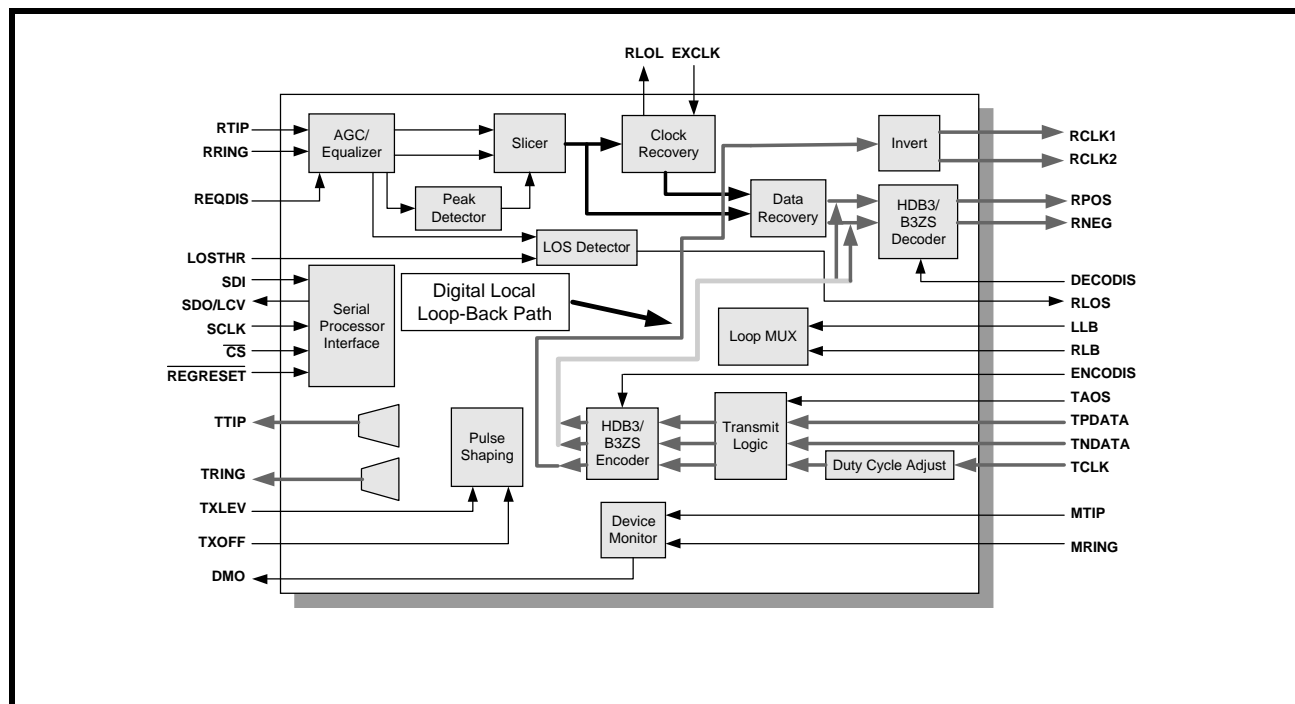 RLOL EXCLK
RTIP
RRING
REQDIS
LOSTHR
SDI
SDO/LCV
SCLK
CS
REGRESET
TTIP
TRING
TXLEV
TXOFF
DMO
AGC/
Equalizer
Slicer
Clock
Recovery
Invert
Peak
Detector
Data
Recovery
HDB3/
B3ZS
Decoder
LOS Detector
Serial
Processor
Interface
Digital Local
Loop-Back Path
Loop MUX
Pulse
Shaping
HDB3/
B3ZS
Encoder
Transmit
Logic
Duty Cycle Adjust
Device
Monitor
RCLK1
RCLK2
RPOS
RNEG
DECODIS
RLOS
LLB
RLB
ENCODIS
TAOS
TPDATA
TNDATA
TCLK
MTIP
MRING